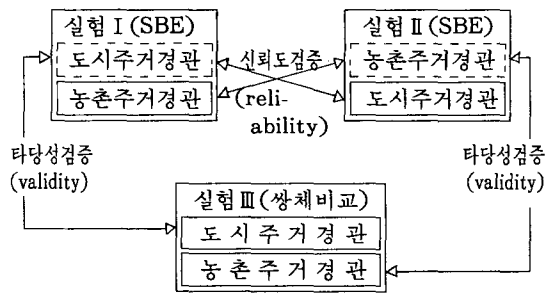 실험 Ⅰ (SBE)
도시주거경관
농촌주거경관
신뢰도검증
(reli-
ability)
실험 Ⅱ (SBE)
농촌주거경관
도시주거경관
타당성검증
(validity)
타당성검증
(validity)
실험 Ⅲ (쌍체비교)
도 시 주 거 경 관
농 촌 주 거 경 관